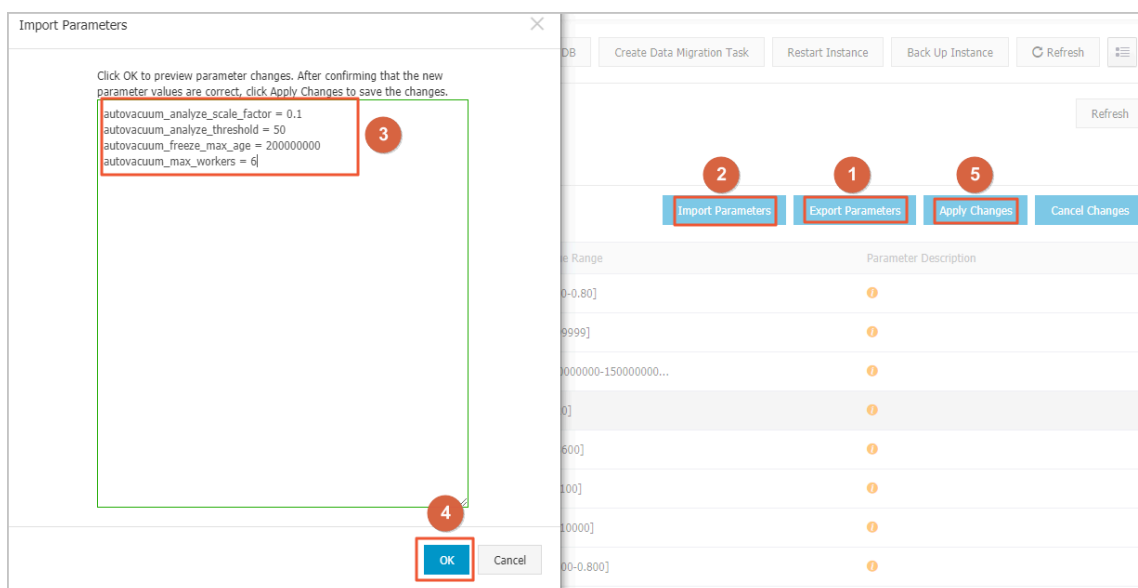 Import Parameters
Click OK to preview parameter changes. After confirming that the new
parameter values are correct, click Apply Changes to save the changes.
autovacuum_analyze_scale_factor = 0.1
autovacuum_analyze_threshold = 50
autovacuum_freeze_max_age = 200000000
autovacuum_max_workers = 6
3
4
OK
Cancel
DB
Create Data Migration Task
Restart Instance
Back Up Instance
Refresh
Refresh
2
1
5
Import Parameters
Export Parameters
Apply Changes
Cancel Changes
e Range
Parameter Description
0-0.80]
9999]
0000000-150000000...
0]
600]
100]
10000]
00-0.800]